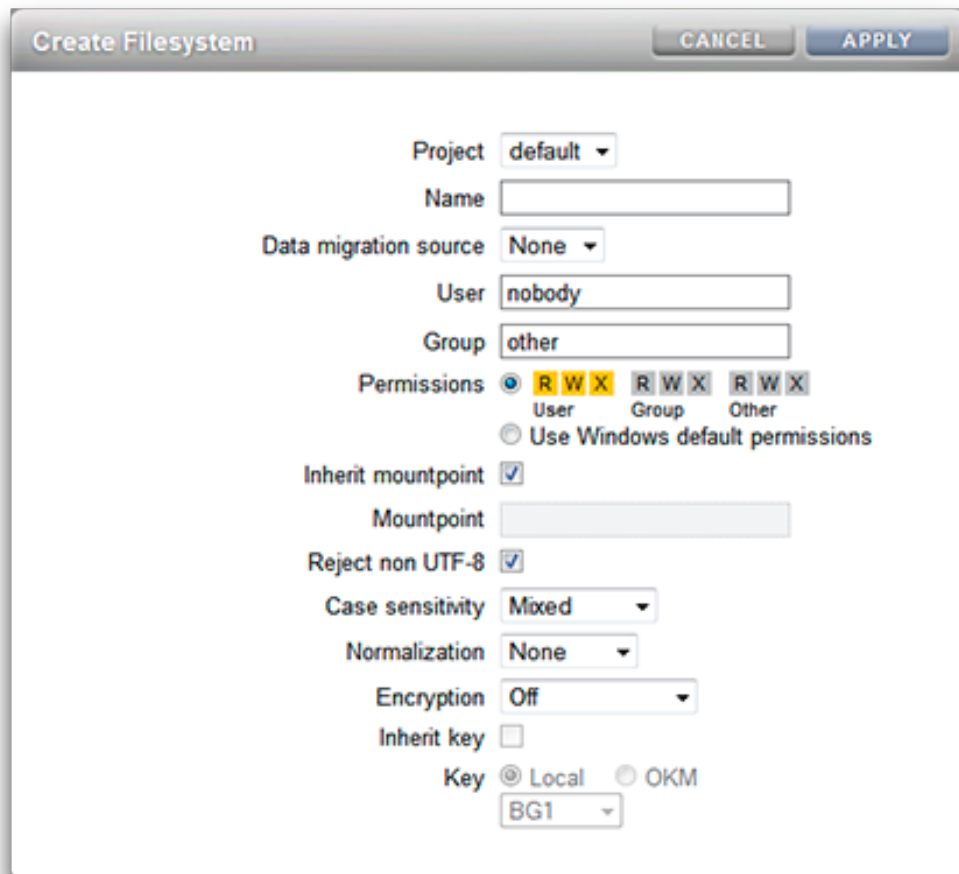 Create Filesystem CANCEL APPLY
Project default
Name
Data migration source None
User nobody
Group other
Permissions R W X R W X R W X
User Group Other
Use Windows default permissions
Inherit mountpoint
Mountpoint
Reject non UTF-8
Case sensitivity Mixed
Normalization None
Encryption Off
Inherit key
Key Local OKM
BG1